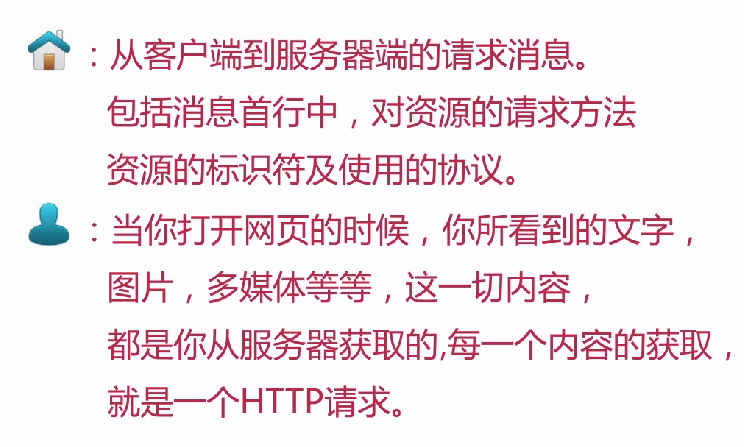 ：从客户端到服务器端的请求消息。
包括消息首行中，对资源的请求方法
资源的标识符及使用的协议。
：当你打开网页的时候，你所看到的文字，
图片，多媒体等等，这一切内容，
都是你从服务器获取的,每一个内容的获取，
就是一个HTTP请求。